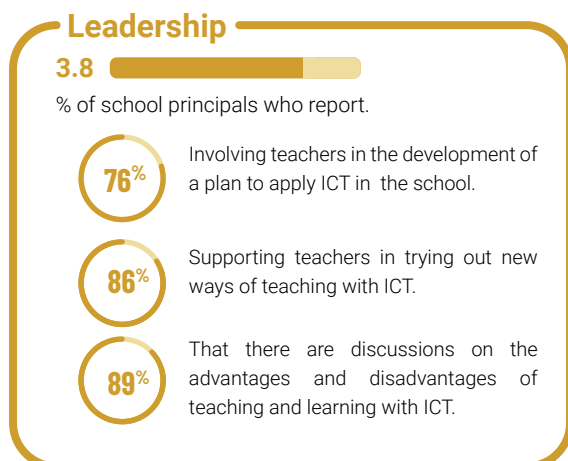 Leadership
3.8
% of school principals who report.
76%
Involving teachers in the development of
a plan to apply ICT in the school.
86%
Supporting teachers in trying out new
ways of teaching with ICT.
89%
That there are discussions on the
advantages and disadvantages of
teaching and learning with ICT.